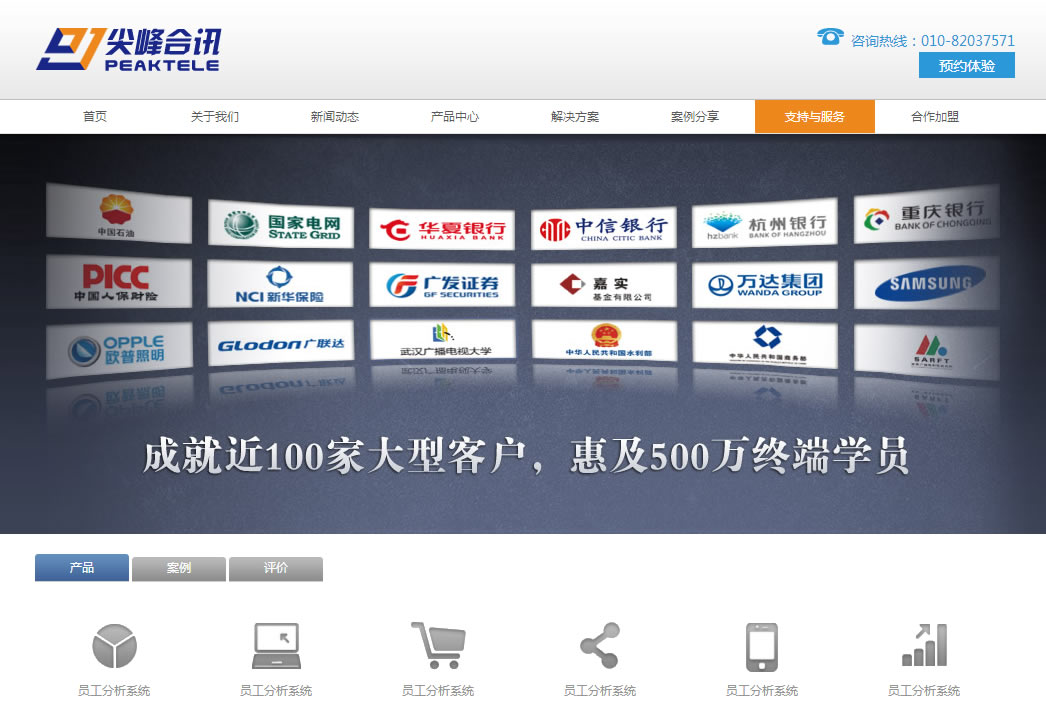 尖峰合讯
PEAKTELE
咨询热线：010-82037571
预约体验
首页 关于我们 新闻动态 产品中心 解决方案 案例分享 支持与服务 合作加盟
中国石油
国家电网
STATE GRID
华夏银行
HUAXIA BANK
中信银行
CHINA CITIC BANK
hzbank
杭州银行
BANK OF HANGZHOU
重庆银行
BANK OF CHONGQING
PICC
中国人保财险
NCI 新华保险
广发证券
GF SECURITIES
嘉实
基金有限公司
万达集团
WANDA GROUP
SAMSUNG
OPPLE
欧普照明
GLODON 广联达
武汉广播电视大学
中华人民共和国水利部
中华人民共和国商务部
SARFT
成就近100家大型客户，惠及500万终端学员
产品 案例 评价
员工分析系统 员工分析系统 员工分析系统 员工分析系统 员工分析系统 员工分析系统